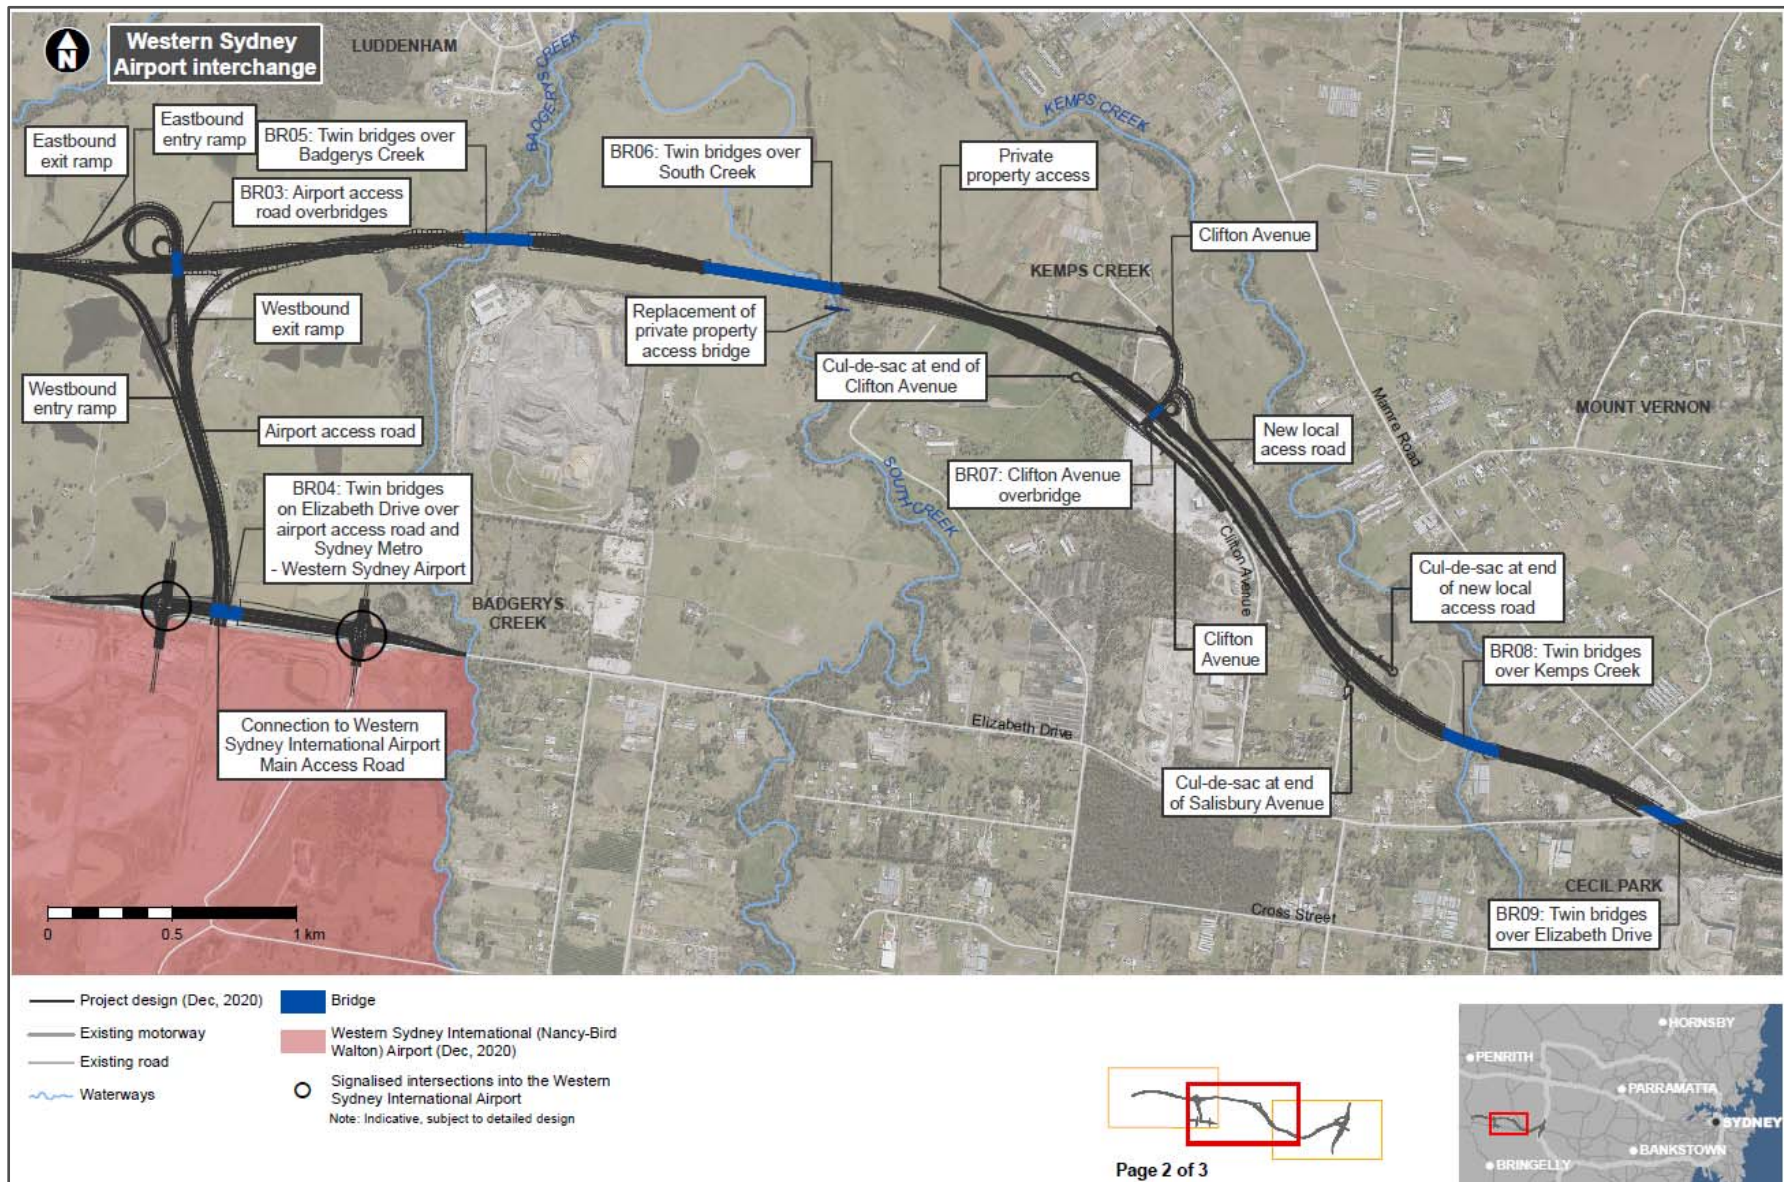 N
Western Sydney
Airport interchange
LUDDENHAM
BADGERYS CREEK
KEMPS CREEK
Eastbound
exit ramp
Eastbound
entry ramp
BR05: Twin bridges over
Badgerys Creek
BR03: Airport access
road overbridges
BR06: Twin bridges over
South Creek
Private
property access
Clifton Avenue
KEMPS CREEK
Westbound
exit ramp
Replacement of
private property
access bridge
Cul-de-sac at end of
Clifton Avenue
Westbound
entry ramp
Airport access road
Mamre Road
MOUNT VERNON
New local
acess road
BR07: Clifton Avenue
overbridge
SOUTH CREEK
BR04: Twin bridges
on Elizabeth Drive over
airport access road and
Sydney Metro
- Western Sydney Airport
Clifton Avenue
Cul-de-sac at end
of new local
access road
BADGERYS
CREEK
Clifton
Avenue
BR08: Twin bridges
over Kemps Creek
Connection to Western
Sydney International Airport
Main Access Road
Elizabeth Drive
Cul-de-sac at end
of Salisbury Avenue
CECIL PARK
Cross Street
BR09: Twin bridges
over Elizabeth Drive
0 0.5 1 km
Project design (Dec, 2020)
Existing motorway
Existing road
Waterways
Bridge
Western Sydney International (Nancy-Bird
Walton) Airport (Dec, 2020)
Signalised intersections into the Western
Sydney International Airport
Note: Indicative, subject to detailed design
Page 2 of 3
HORNSBY
PENRITH
PARRAMATTA
SYDNEY
BANKSTOWN
BRINGELLY